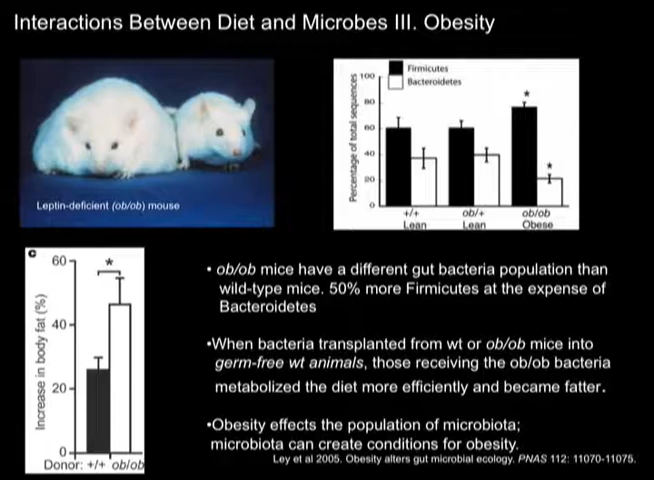 Interactions Between Diet and Microbes III. Obesity
Leptin-deficient (ob/ob) mouse
Firmicutes
Bacteroidetes
Percentage of total sequences
100
80
60
40
20
0
*
*
+/+
ob/+
ob/ob
Lean
Lean
Obese
c
Increase in body fat (%)
60
40
20
0
*
Donor: +/+ ob/ob
• ob/ob mice have a different gut bacteria population than
wild-type mice. 50% more Firmicutes at the expense of
Bacteroidetes
•When bacteria transplanted from wt or ob/ob mice into
germ-free wt animals, those receiving the ob/ob bacteria
metabolized the diet more efficiently and became fatter.
•Obesity effects the population of microbiota;
microbiota can create conditions for obesity.
Ley et al 2005. Obesity alters gut microbial ecology. PNAS 112: 11070-11075.